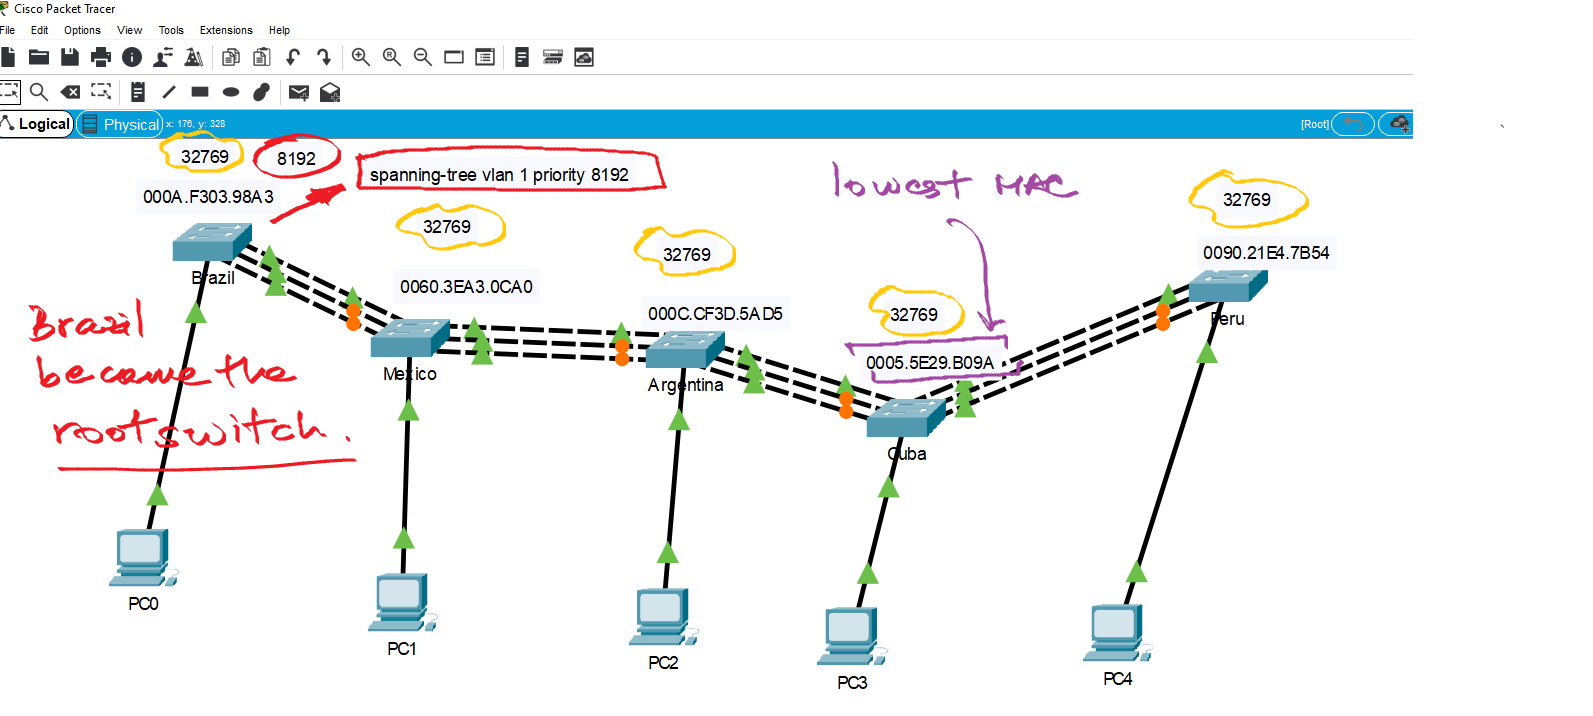 Cisco Packet Tracer
File Edit Options View Tools Extensions Help
Logical Physical x: 176, y: 328 [Root]
32769 8192
spanning-tree vlan 1 priority 8192
000A.F303.98A3
lowest MAC
32769
32769
32769
0090.21E4.7B54
0060.3EA3.0CA0
000C.CF3D.5AD5
32769
0005.5E29.B09A
Brazil
Mexico
Argentina
Cuba
Peru
Brazil
became the
root switch.
PC0
PC1
PC2
PC3
PC4